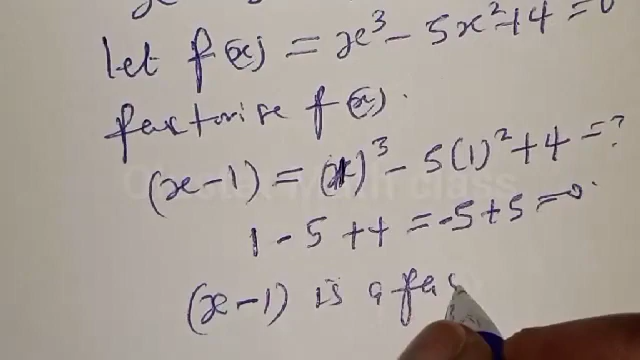 let f(x) = x³ - 5x² + 4 = 0
factorise f(x).
(x-1) = (1)³ - 5(1)² + 4 = ?
1 - 5 + 4 = -5 + 5 = 0.
(x-1) is a fac